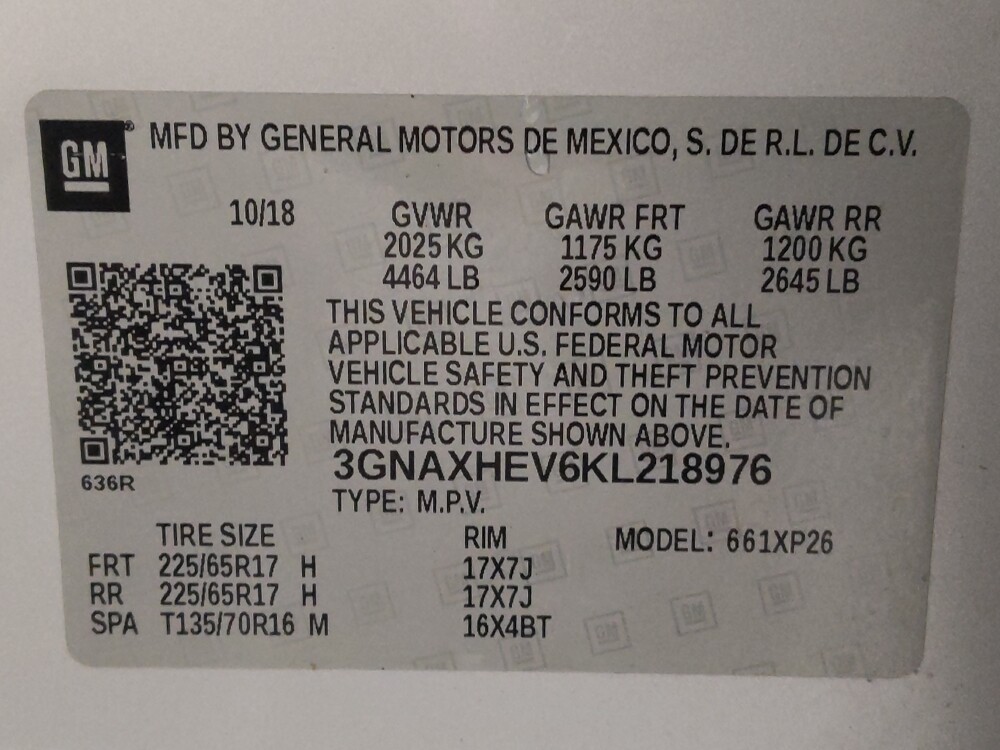 GM ® MFD BY GENERAL MOTORS DE MEXICO, S. DE R.L. DE C.V.
10/18 GVWR GAWR FRT GAWR RR
2025 KG 1175 KG 1200 KG
4464 LB 2590 LB 2645 LB
THIS VEHICLE CONFORMS TO ALL
APPLICABLE U.S. FEDERAL MOTOR
VEHICLE SAFETY AND THEFT PREVENTION
STANDARDS IN EFFECT ON THE DATE OF
MANUFACTURE SHOWN ABOVE.
3GNAXHEV6KL218976
636R
TYPE: M.P.V.
TIRE SIZE RIM MODEL: 661XP26
FRT 225/65R17 H 17X7J
RR 225/65R17 H 17X7J
SPA T135/70R16 M 16X4BT